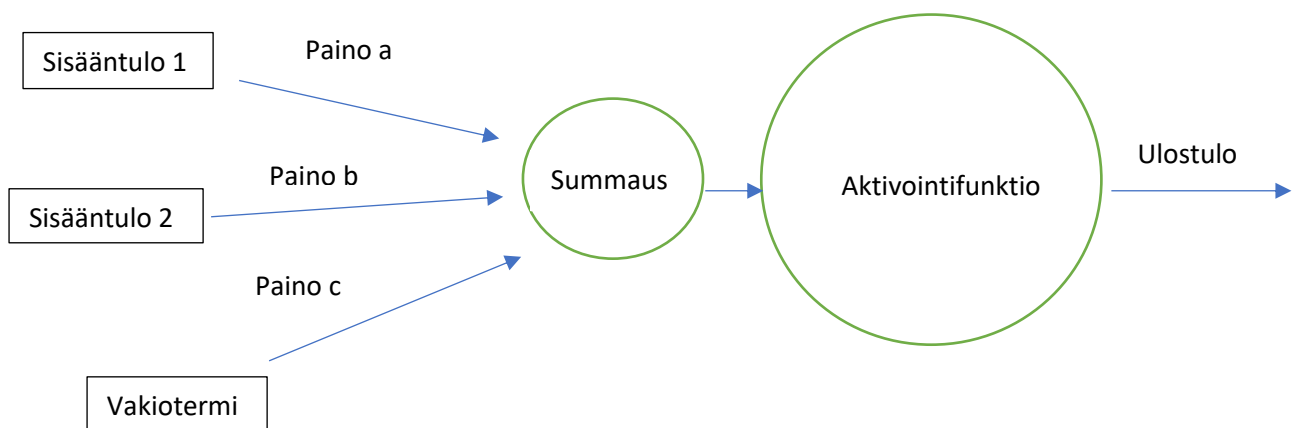 Sisääntulo 1
Paino a
Sisääntulo 2
Paino b
Vakiotermi
Paino c
Summaus
Aktivointifunktio
Ulostulo